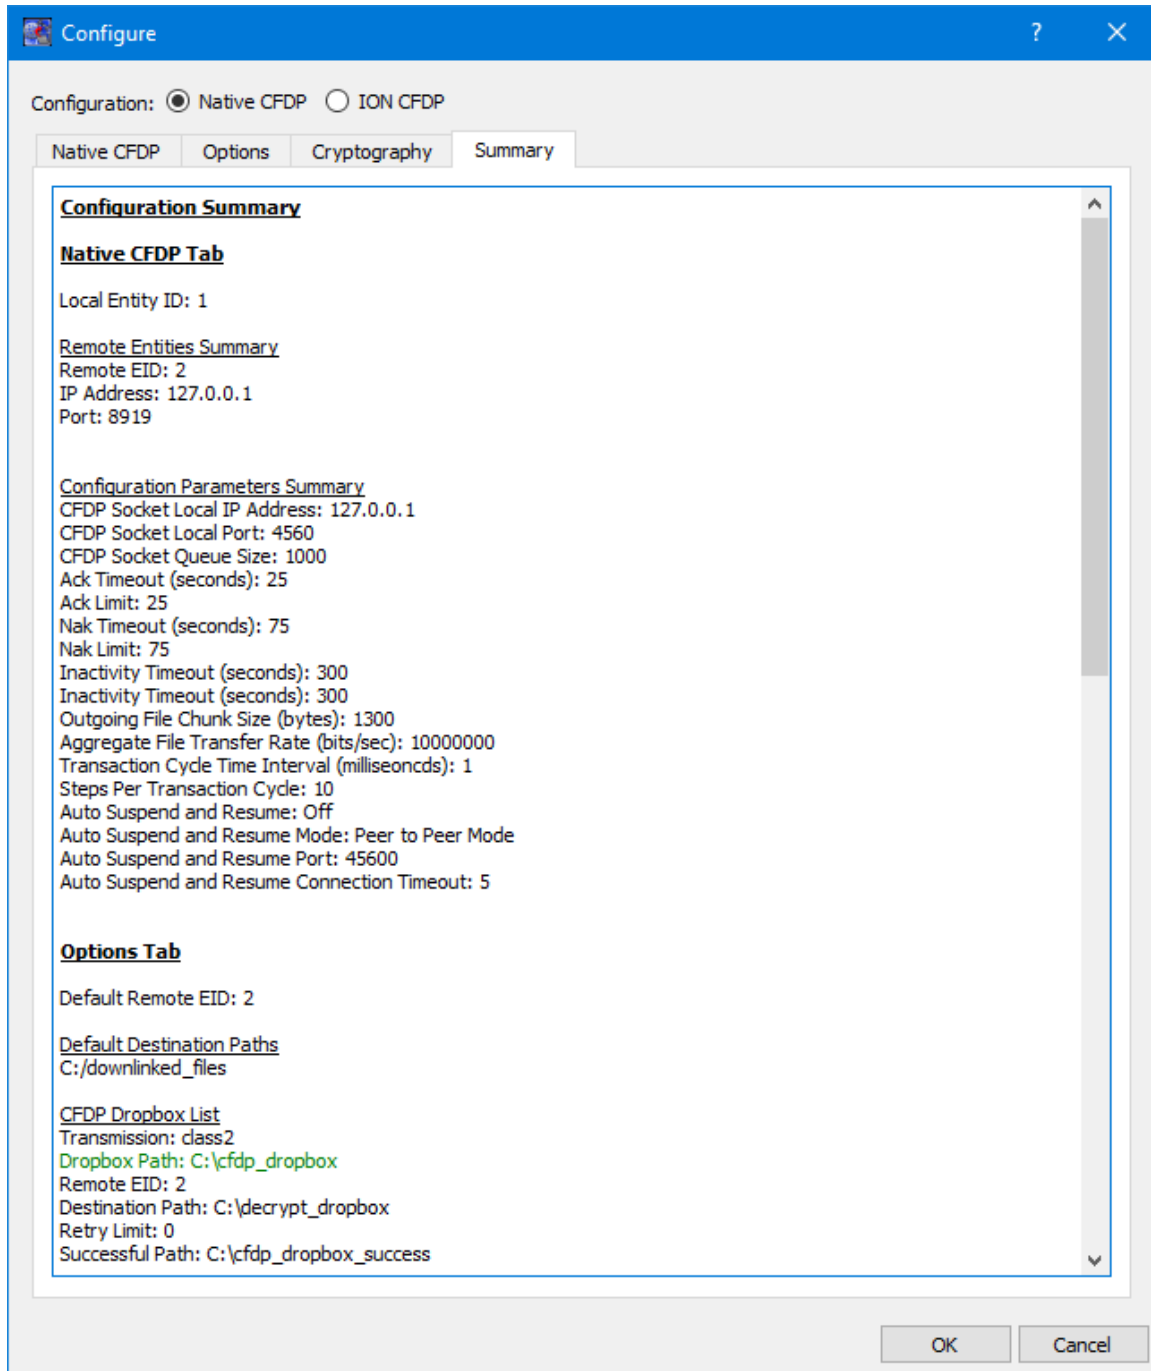 Configure ?
Configuration: Native CFDP ION CFDP
Native CFDP Options Cryptography Summary
Configuration Summary
Native CFDP Tab
Local Entity ID: 1
Remote Entities Summary
Remote EID: 2
IP Address: 127.0.0.1
Port: 8919
Configuration Parameters Summary
CFDP Socket Local IP Address: 127.0.0.1
CFDP Socket Local Port: 4560
CFDP Socket Queue Size: 1000
Ack Timeout (seconds): 25
Ack Limit: 25
Nak Timeout (seconds): 75
Nak Limit: 75
Inactivity Timeout (seconds): 300
Inactivity Timeout (seconds): 300
Outgoing File Chunk Size (bytes): 1300
Aggregate File Transfer Rate (bits/sec): 10000000
Transaction Cycle Time Interval (milliseoncds): 1
Steps Per Transaction Cycle: 10
Auto Suspend and Resume: Off
Auto Suspend and Resume Mode: Peer to Peer Mode
Auto Suspend and Resume Port: 45600
Auto Suspend and Resume Connection Timeout: 5
Options Tab
Default Remote EID: 2
Default Destination Paths
C:/downlinked_files
CFDP Dropbox List
Transmission: class2
Dropbox Path: C:\cfdp_dropbox
Remote EID: 2
Destination Path: C:\decrypt_dropbox
Retry Limit: 0
Successful Path: C:\cfdp_dropbox_success
OK Cancel